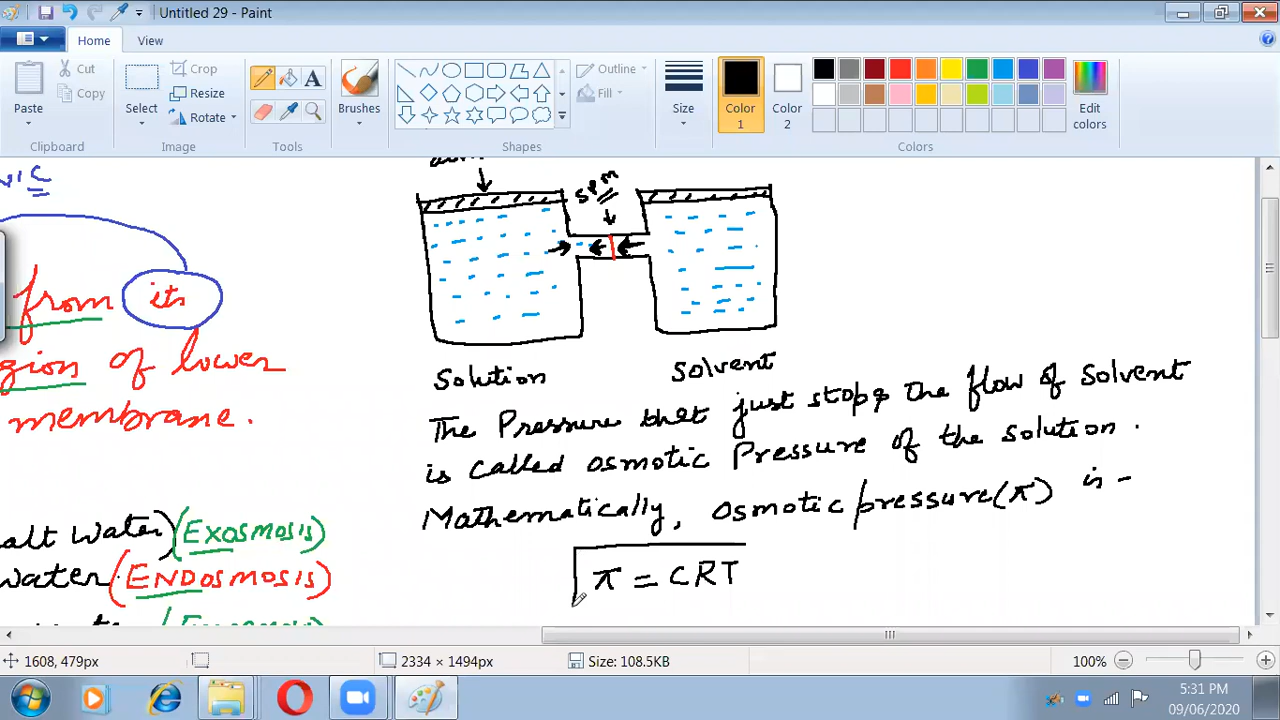 Untitled 29 - Paint
Home View
Paste
Cut
Copy
Clipboard
Select
Crop
Resize
Rotate
Image
Tools
Brushes
Outline
Fill
Shapes
Size
Color 1
Color 2
Edit colors
Colors
from its
region of lower
membrane.
salt water) (Exosmosis)
water (ENDosmosis)
SPM
Solution
Solvent
The Pressure that just stops the flow of solvent
is called osmotic Pressure of the solution.
Mathematically, osmotic pressure(π) is -
π = CRT
1608, 479px
2334 × 1494px
Size: 108.5KB
100%
5:31 PM
09/06/2020